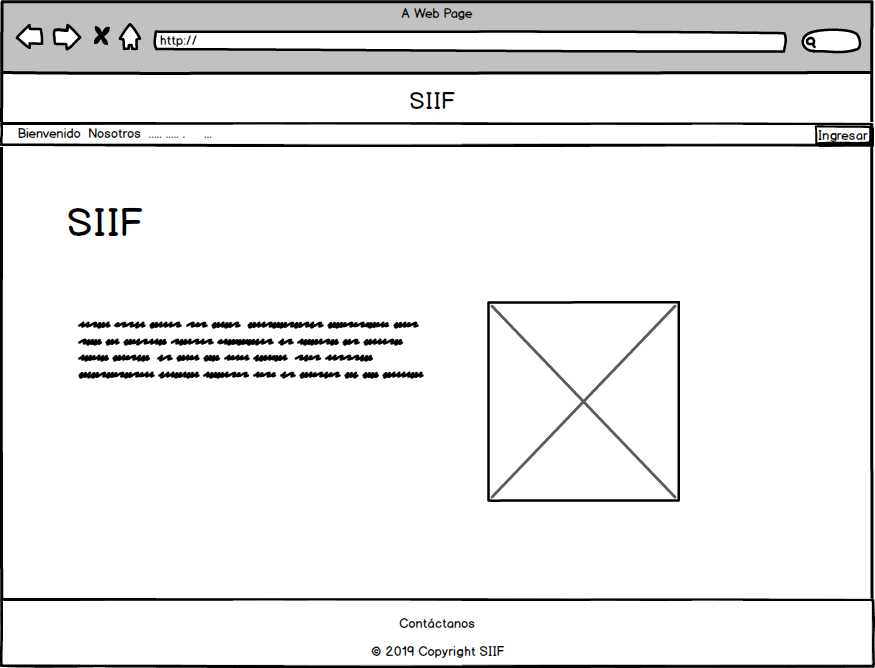 A Web Page
http://
SIIF
Bienvenido Nosotros ..... ..... . ...
Ingresar
SIIF
Contáctanos
© 2019 Copyright SIIF